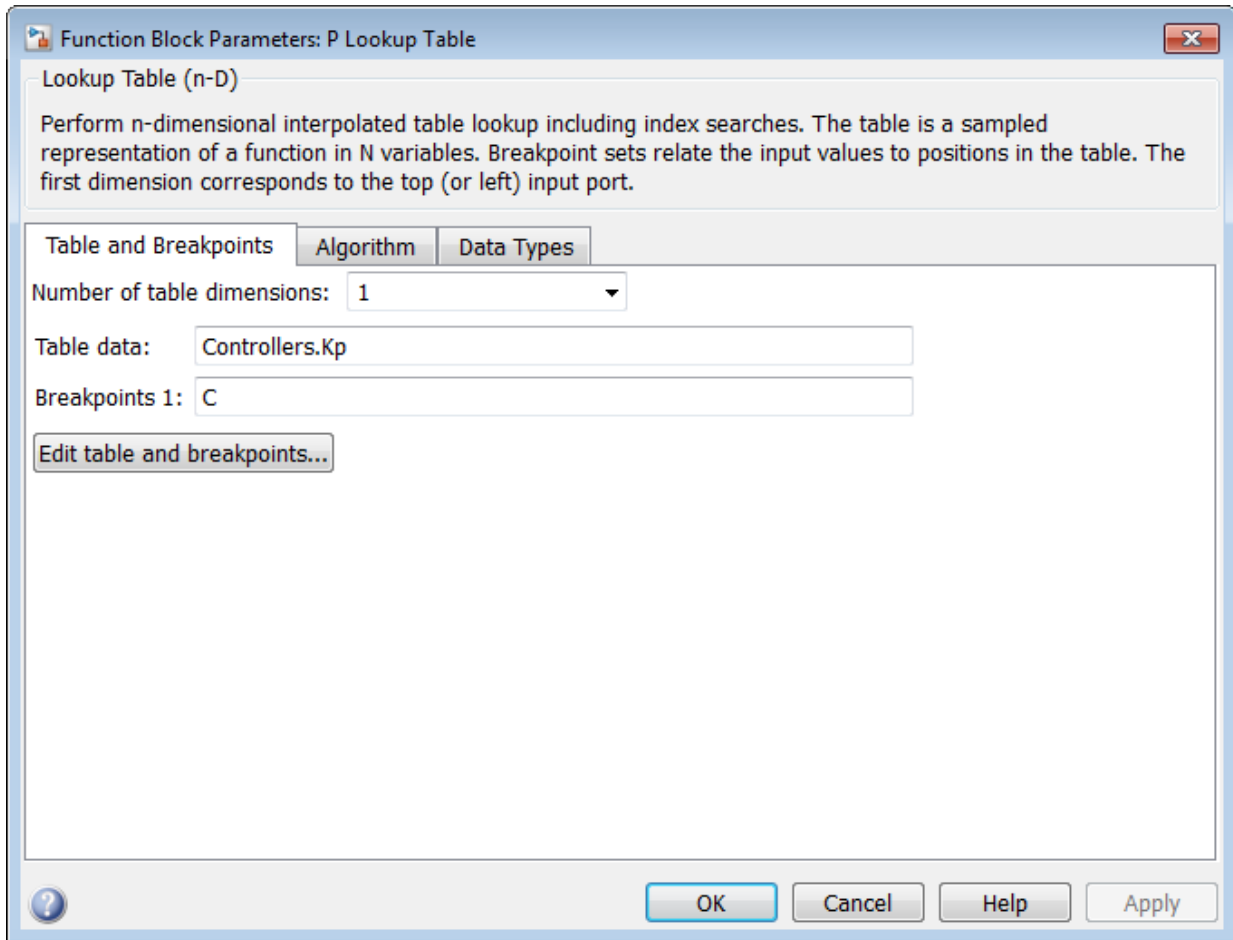 Function Block Parameters: P Lookup Table
Lookup Table (n-D)
Perform n-dimensional interpolated table lookup including index searches. The table is a sampled
representation of a function in N variables. Breakpoint sets relate the input values to positions in the table. The
first dimension corresponds to the top (or left) input port.
Table and Breakpoints Algorithm Data Types
Number of table dimensions: 1
Table data: Controllers.Kp
Breakpoints 1: C
Edit table and breakpoints...
? OK Cancel Help Apply